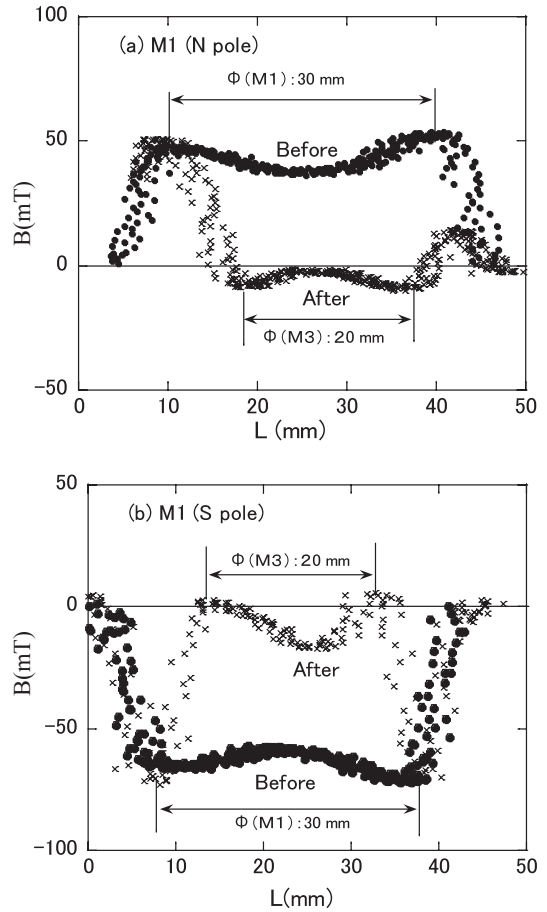 100
(a) M1 (N pole)
Φ(M1):30 mm
50
Before
B(mT)
0
After
Φ(M3):20 mm
-50
0 10 20 30 40 50
L (mm)
50
(b) M1 (S pole)
Φ(M3):20 mm
0
After
B(mT)
-50
Before
Φ(M1):30 mm
-100
0 10 20 30 40 50
L(mm)